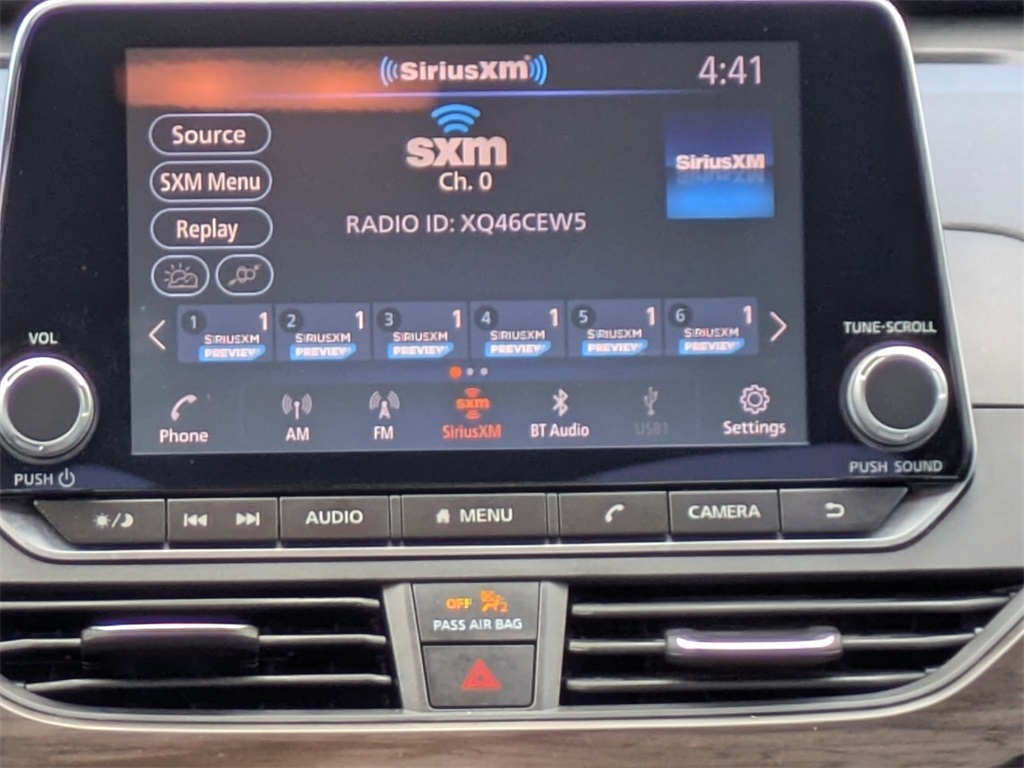 SiriusXM
4:41
Source
SXM Menu
Replay
sxm
Ch. 0
RADIO ID: XQ46CEW5
SiriusXM
1 1 SIRIUSXM PREVIEW
2 1 SIRIUSXM PREVIEW
3 1 SIRIUSXM PREVIEW
4 1 SIRIUSXM PREVIEW
5 1 SIRIUSXM PREVIEW
6 1 SIRIUSXM PREVIEW
Phone
AM
FM
sxm
SiriusXM
BT Audio
USB1
Settings
VOL
PUSH
TUNE·SCROLL
PUSH SOUND
AUDIO
MENU
CAMERA
OFF 2
PASS AIR BAG